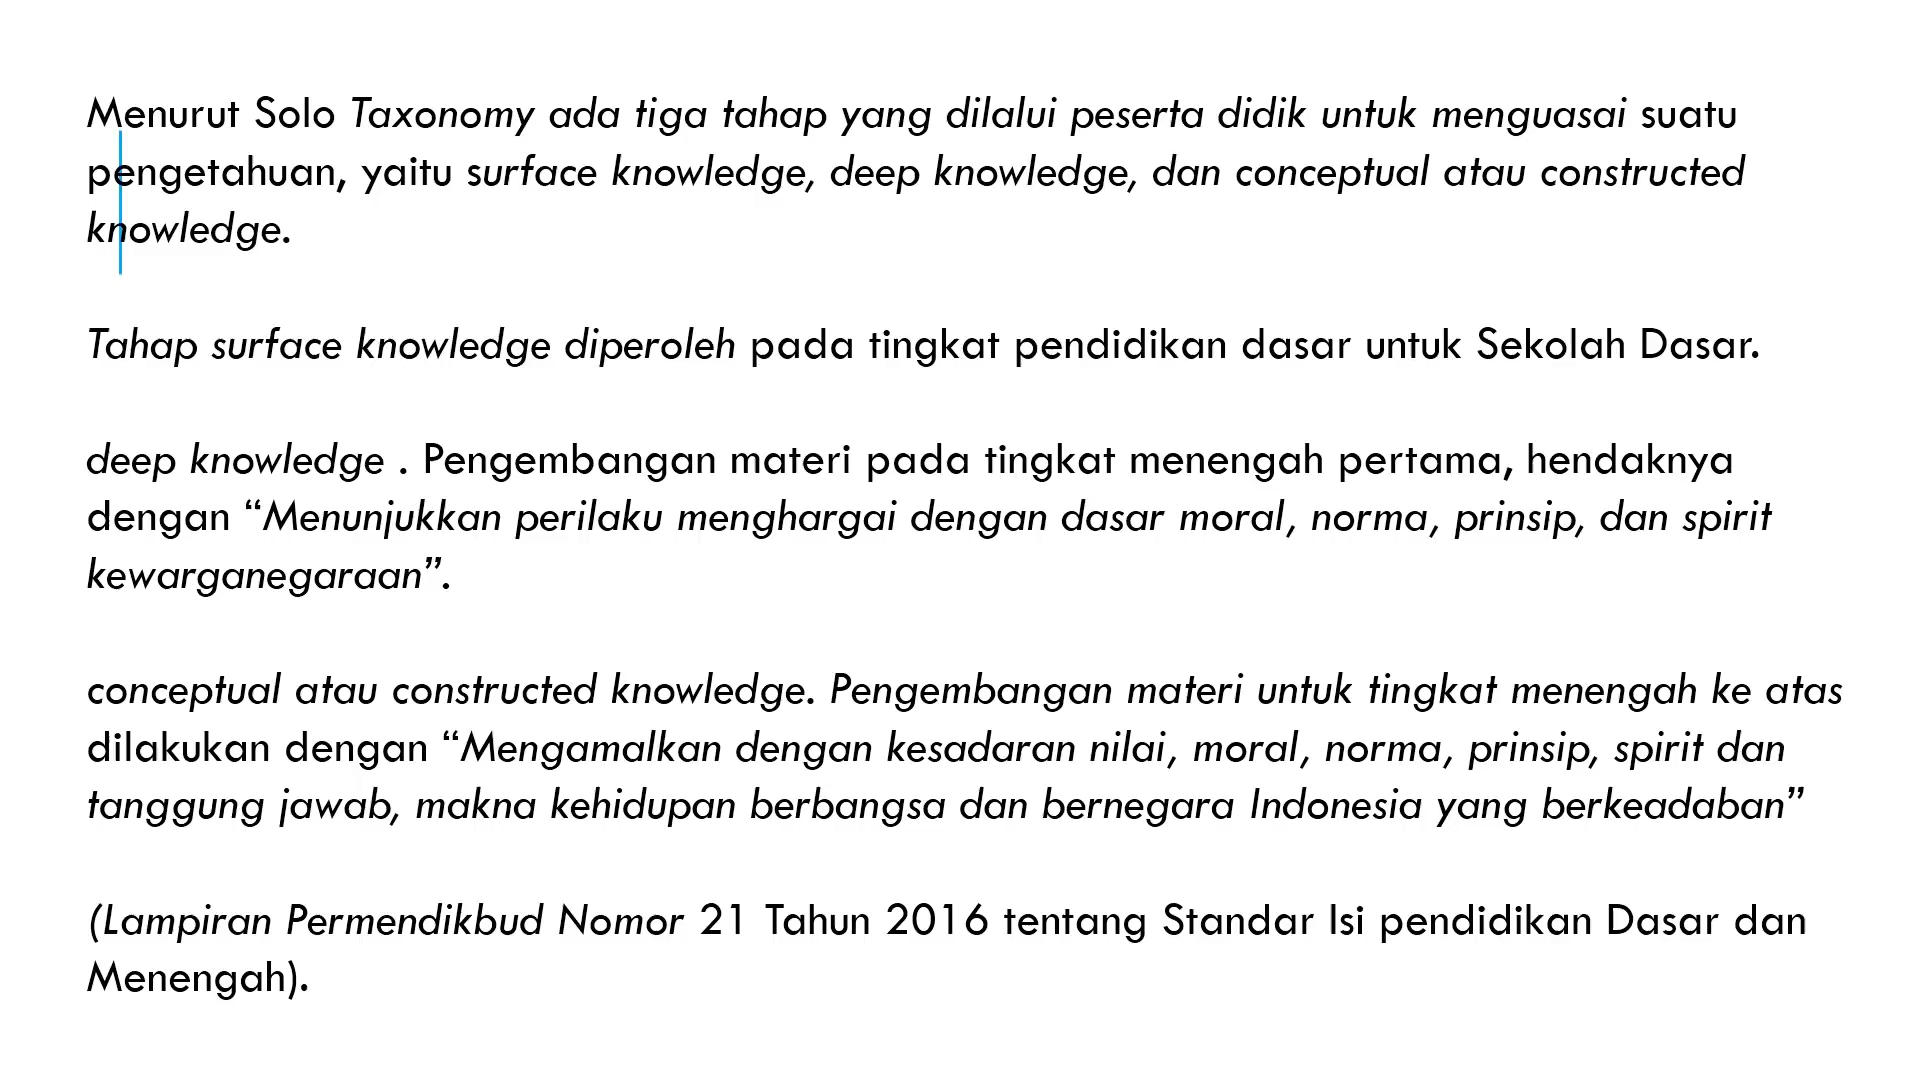 Menurut Solo Taxonomy ada tiga tahap yang dilalui peserta didik untuk menguasai suatu
pengetahuan, yaitu surface knowledge, deep knowledge, dan conceptual atau constructed
knowledge.
Tahap surface knowledge diperoleh pada tingkat pendidikan dasar untuk Sekolah Dasar.
deep knowledge . Pengembangan materi pada tingkat menengah pertama, hendaknya
dengan “Menunjukkan perilaku menghargai dengan dasar moral, norma, prinsip, dan spirit
kewarganegaraan”.
conceptual atau constructed knowledge. Pengembangan materi untuk tingkat menengah ke atas
dilakukan dengan “Mengamalkan dengan kesadaran nilai, moral, norma, prinsip, spirit dan
tanggung jawab, makna kehidupan berbangsa dan bernegara Indonesia yang berkeadaban”
(Lampiran Permendikbud Nomor 21 Tahun 2016 tentang Standar Isi pendidikan Dasar dan
Menengah).